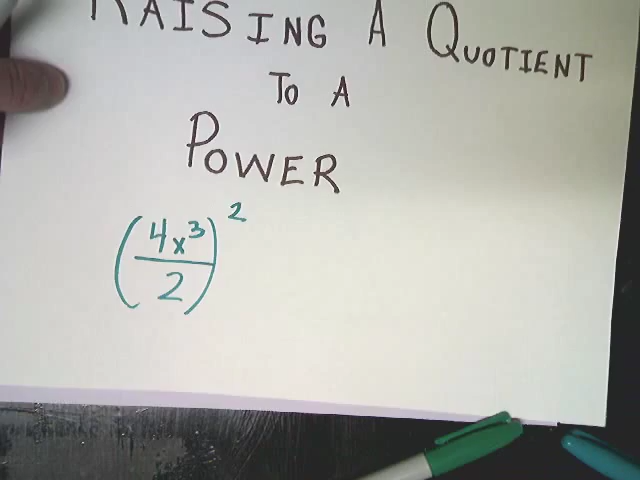 RAISING A QUOTIENT
TO A
POWER
(4x³/2)²